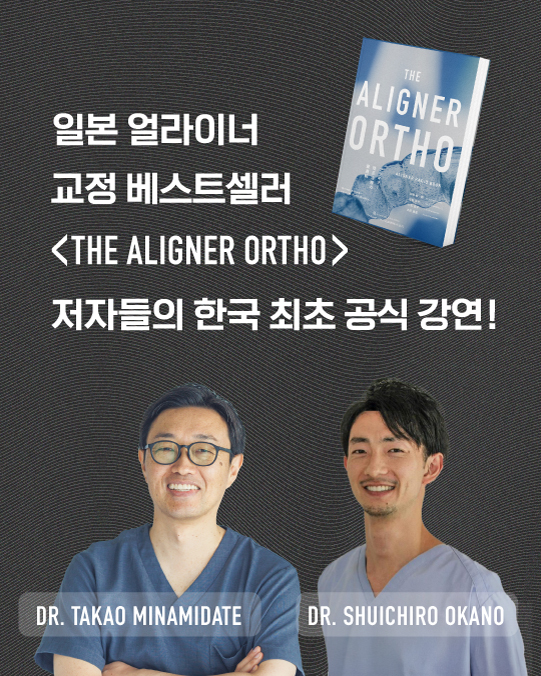 THE
ALIGNER
ORTHO
일본 얼라이너
교정 베스트셀러
<THE ALIGNER ORTHO>
저자들의 한국 최초 공식 강연!
DR. TAKAO MINAMIDATE
DR. SHUICHIRO OKANO